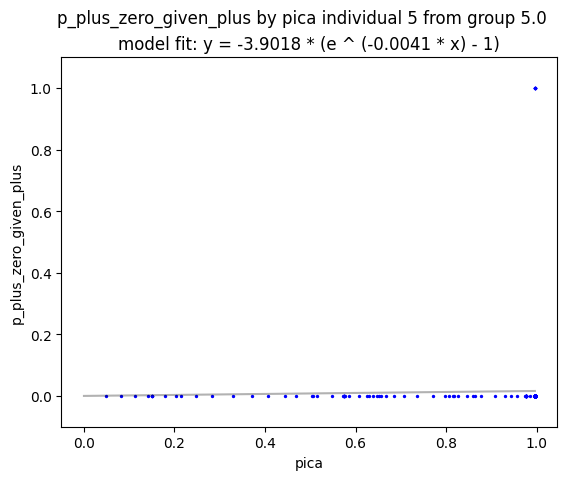 p_plus_zero_given_plus by pica individual 5 from group 5.0
model fit: y = -3.9018 * (e ^ (-0.0041 * x) - 1)
p_plus_zero_given_plus
1.0
0.8
0.6
0.4
0.2
0.0
0.0 0.2 0.4 0.6 0.8 1.0
pica